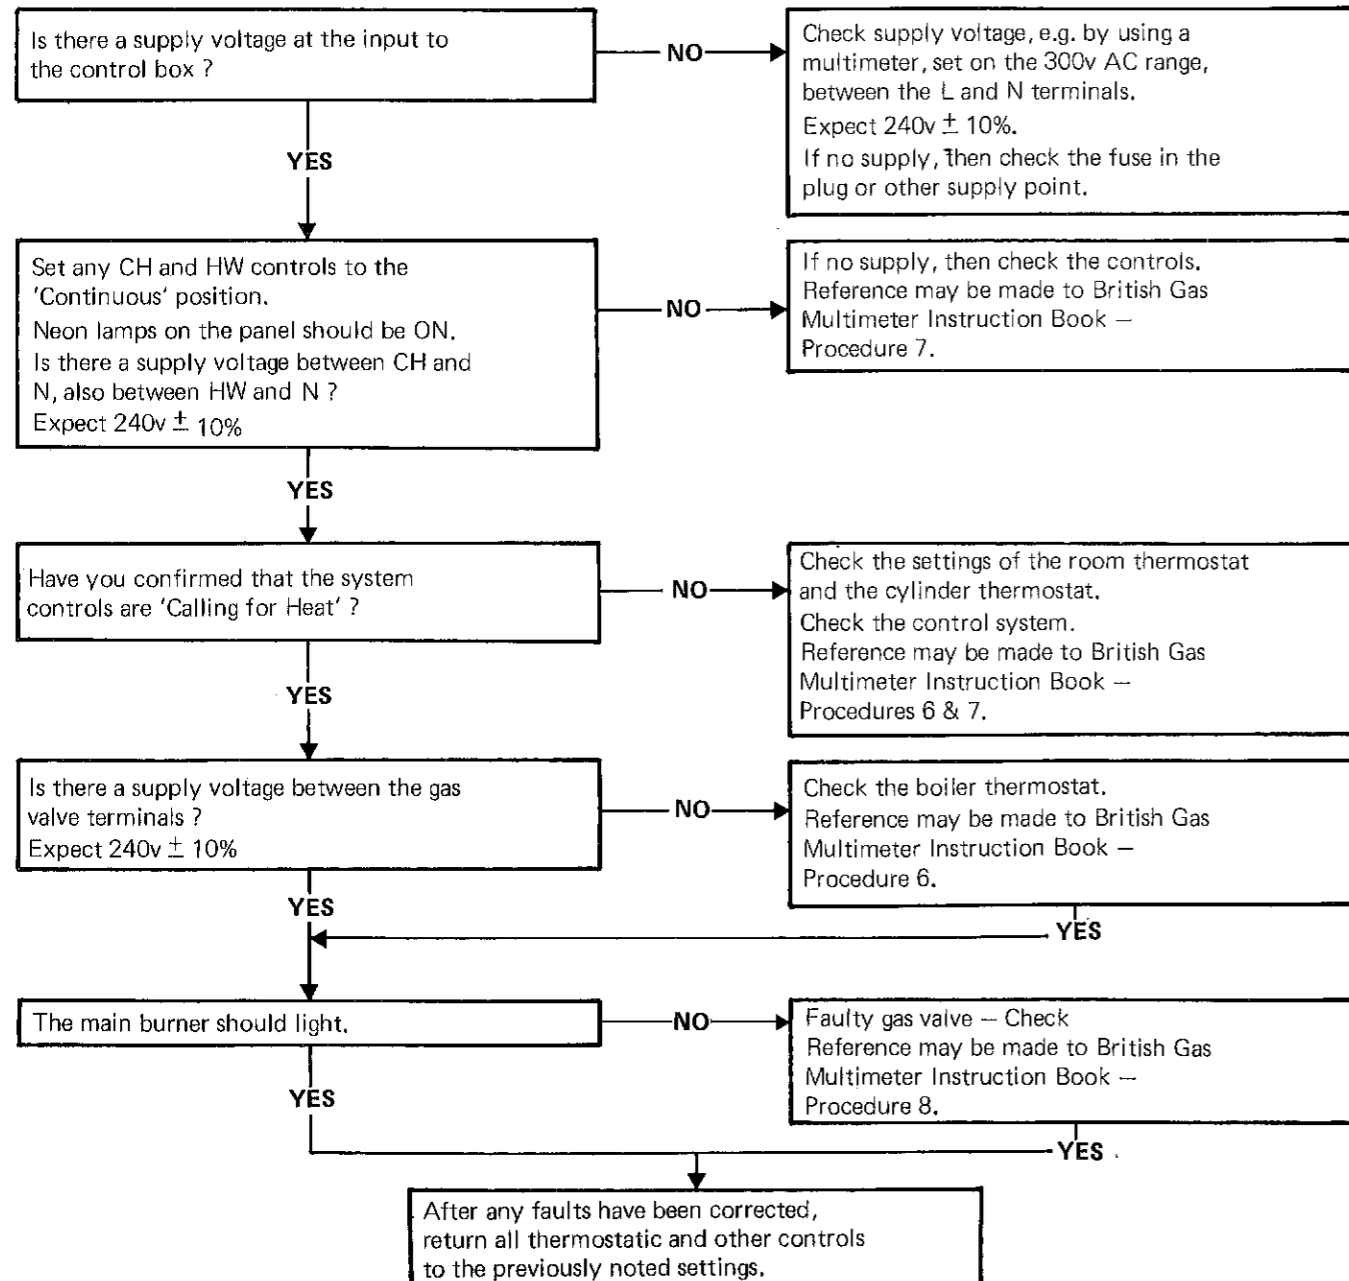 Is there a supply voltage at the input to
the control box ?
NO
Check supply voltage, e.g. by using a
multimeter, set on the 300v AC range,
between the L and N terminals.
Expect 240v ± 10%.
If no supply, then check the fuse in the
plug or other supply point.
YES
Set any CH and HW controls to the
'Continuous' position.
Neon lamps on the panel should be ON.
Is there a supply voltage between CH and
N, also between HW and N ?
Expect 240v ± 10%
NO
If no supply, then check the controls.
Reference may be made to British Gas
Multimeter Instruction Book —
Procedure 7.
YES
Have you confirmed that the system
controls are 'Calling for Heat' ?
NO
Check the settings of the room thermostat
and the cylinder thermostat.
Check the control system.
Reference may be made to British Gas
Multimeter Instruction Book —
Procedures 6 & 7.
YES
Is there a supply voltage between the gas
valve terminals ?
Expect 240v ± 10%
NO
Check the boiler thermostat.
Reference may be made to British Gas
Multimeter Instruction Book —
Procedure 6.
YES
YES
The main burner should light.
NO
Faulty gas valve — Check
Reference may be made to British Gas
Multimeter Instruction Book —
Procedure 8.
YES
YES
After any faults have been corrected,
return all thermostatic and other controls
to the previously noted settings.